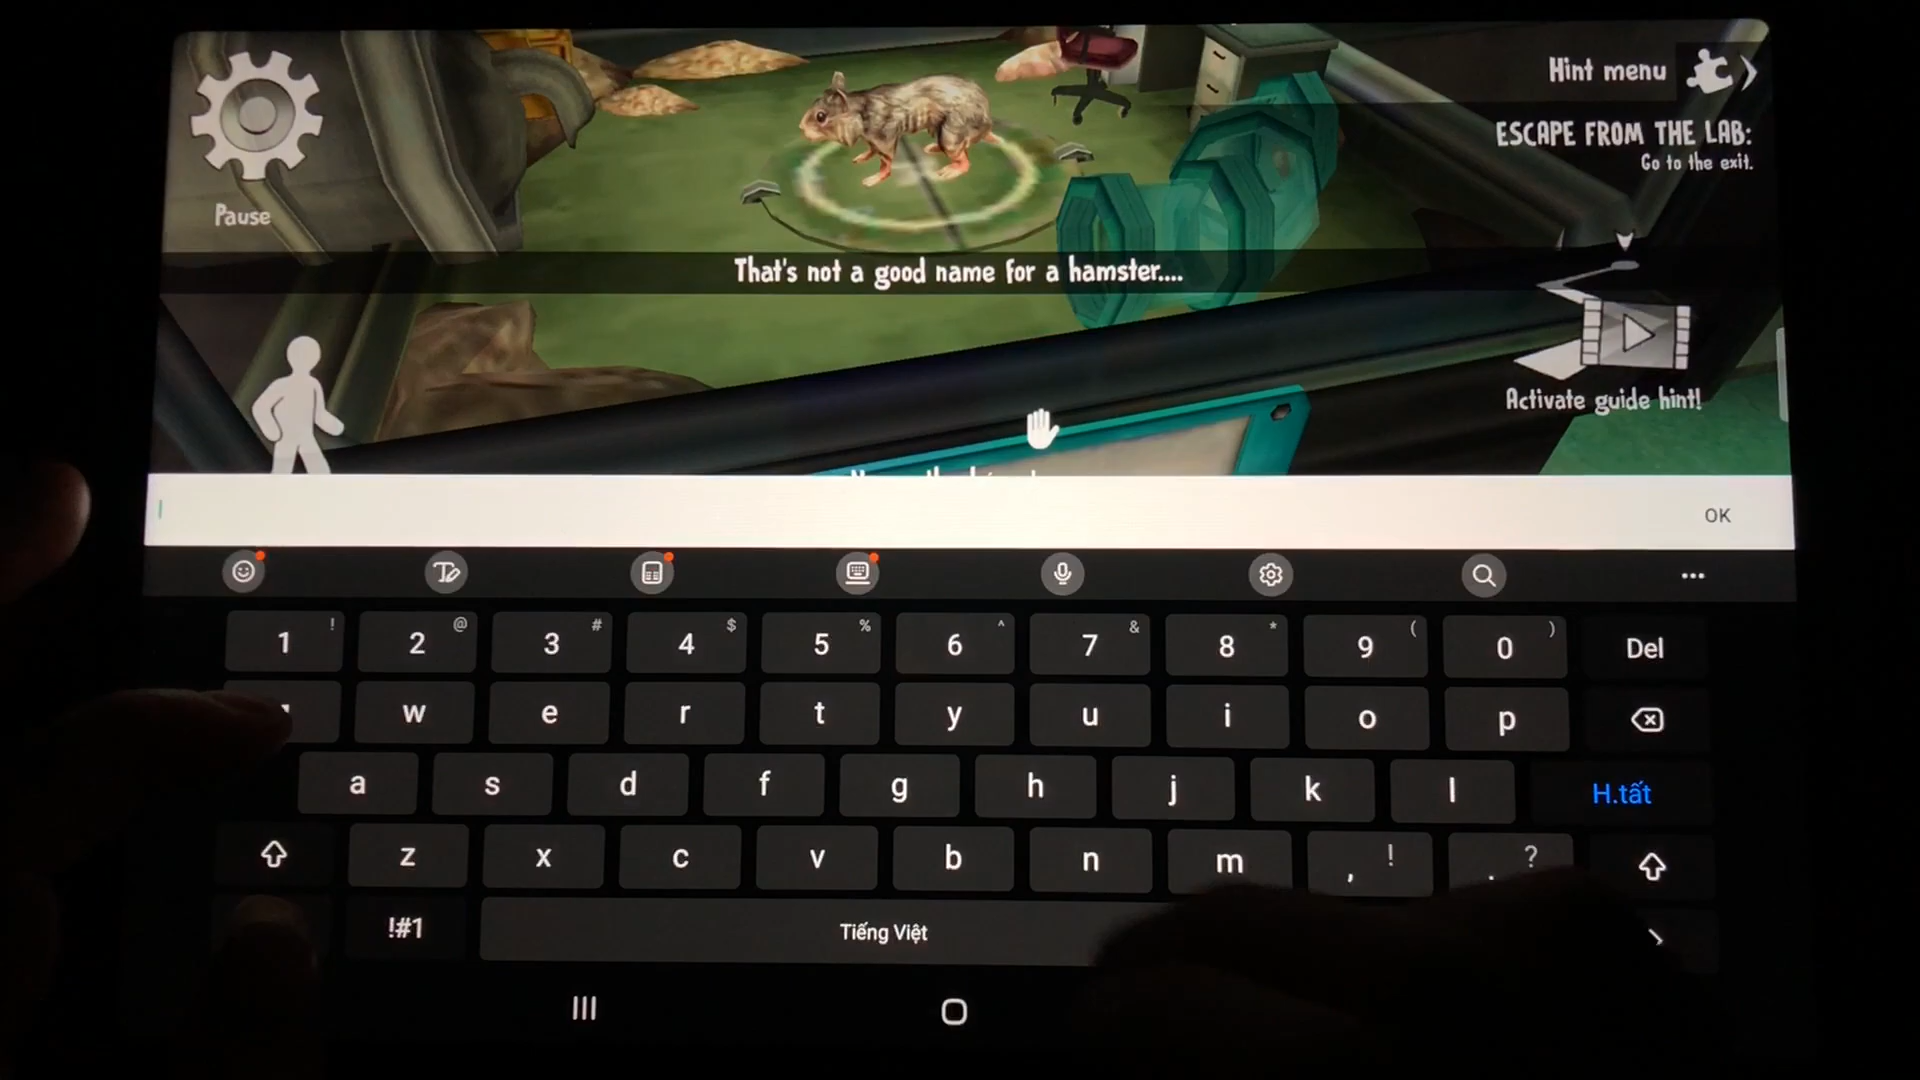 Hint menu
ESCAPE FROM THE LAB:
Go to the exit.
Pause
That's not a good name for a hamster....
Activate guide hint!
OK
1 ! 2 @ 3 # 4 $ 5 % 6 ^ 7 & 8 * 9 ( 0 ) Del
w e r t y u i o p
a s d f g h j k l H.tất
z x c v b n m , ! . ?
!#1 Tiếng Việt